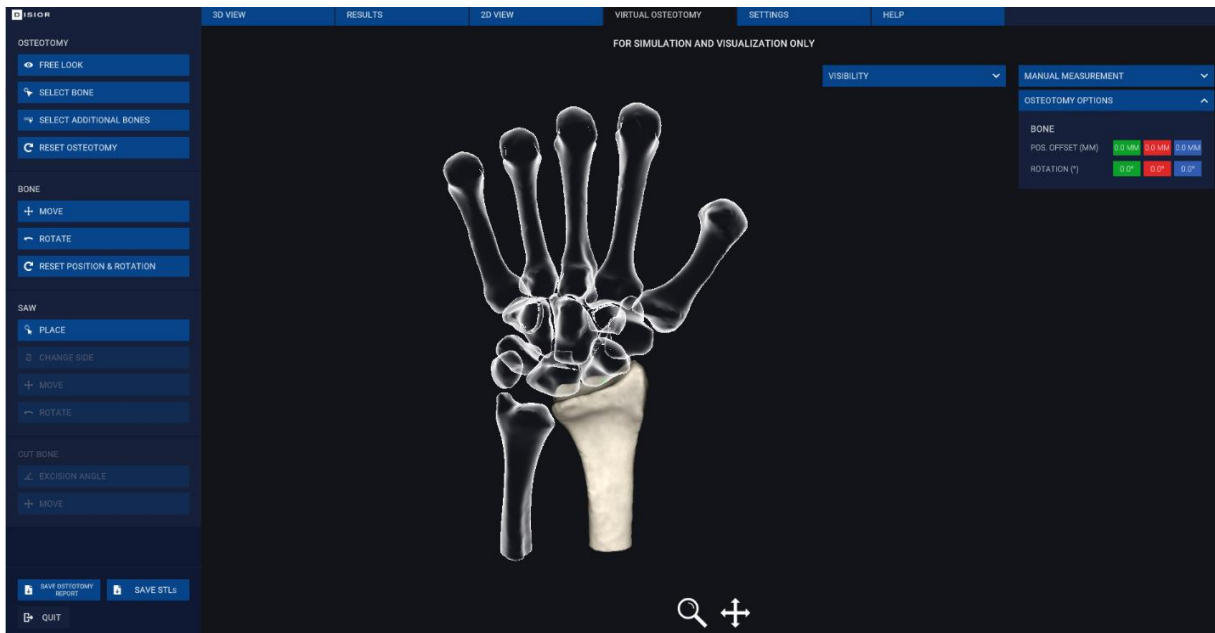 DISIOR
3D VIEW
RESULTS
2D VIEW
VIRTUAL OSTEOTOMY
SETTINGS
HELP
FOR SIMULATION AND VISUALIZATION ONLY
OSTEOTOMY
FREE LOOK
SELECT BONE
SELECT ADDITIONAL BONES
RESET OSTEOTOMY
BONE
MOVE
ROTATE
RESET POSITION & ROTATION
SAW
PLACE
CHANGE SIDE
MOVE
ROTATE
CUT BONE
EXCISION ANGLE
MOVE
SAVE OSTEOTOMY
REPORT
SAVE STLs
QUIT
VISIBILITY
MANUAL MEASUREMENT
OSTEOTOMY OPTIONS
BONE
POS. OFFSET (MM) 0.0 MM 0.0 MM 0.0 MM
ROTATION (°) 0.0° 0.0° 0.0°